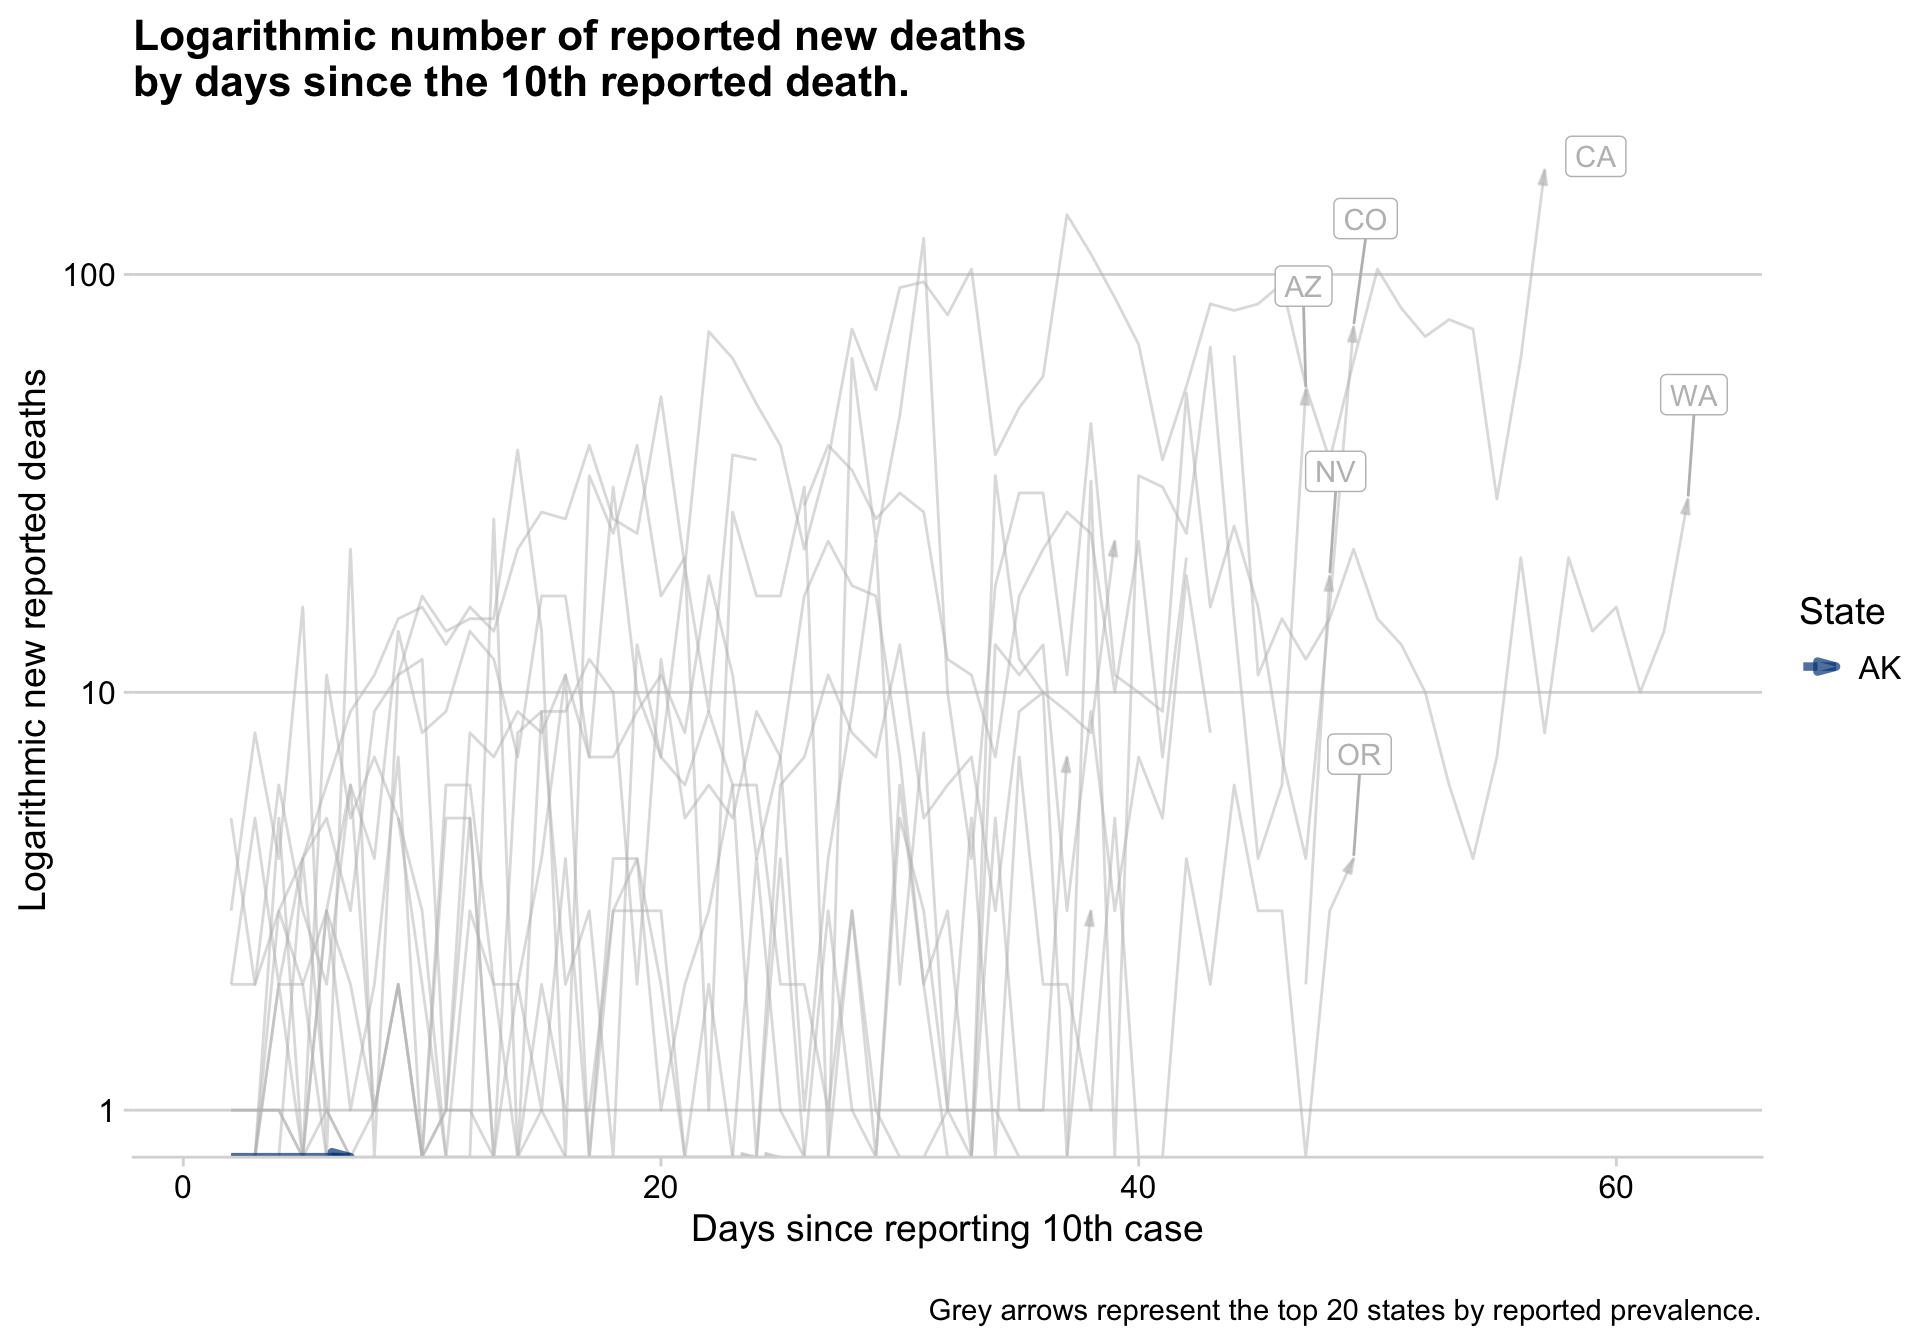 Logarithmic number of reported new deaths
by days since the 10th reported death.
CA
CO
AZ
100
WA
NV
10
OR
1
Logarithmic new reported deaths
State
AK
0 20 40 60
Days since reporting 10th case
Grey arrows represent the top 20 states by reported prevalence.